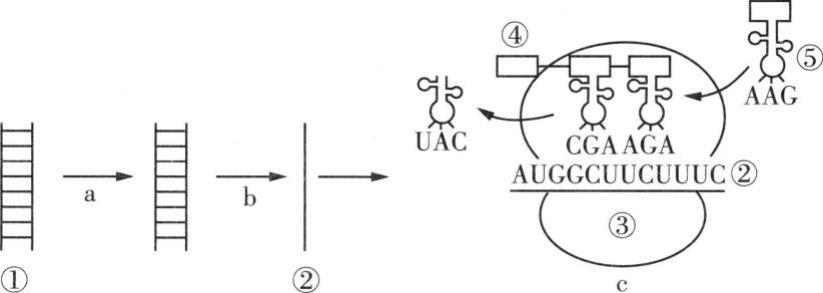 ④
⑤
AAG
UAC
CGA AGA
AUGGCUUCUUUC ②
a
b
③
① ② c